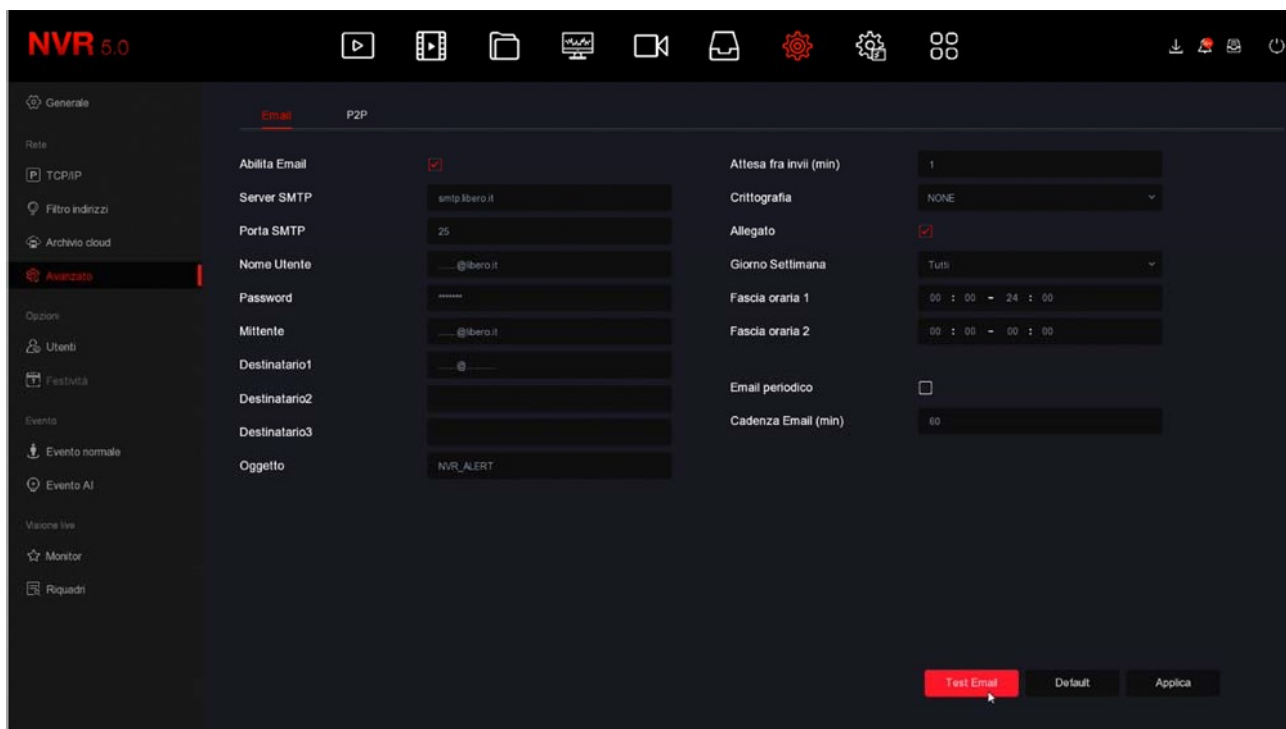 NVR 5.0
Generale
Rete
TCP/IP
Filtro indirizzi
Archivio cloud
Avanzato
Opzioni
Utenti
Festività
Evento
Evento normale
Evento AI
Visione live
Monitor
Riquadri
Email P2P
Abilita Email
Server SMTP smtp.libero.it
Porta SMTP 25
Nome Utente ......@libero.it
Password *******
Mittente ......@libero.it
Destinatario1 ......@.........
Destinatario2
Destinatario3
Oggetto NVR_ALERT
Attesa fra invii (min) 1
Crittografia NONE
Allegato
Giorno Settimana Tutti
Fascia oraria 1 00 : 00 - 24 : 00
Fascia oraria 2 00 : 00 - 00 : 00
Email periodico
Cadenza Email (min) 60
Test Email Default Applica